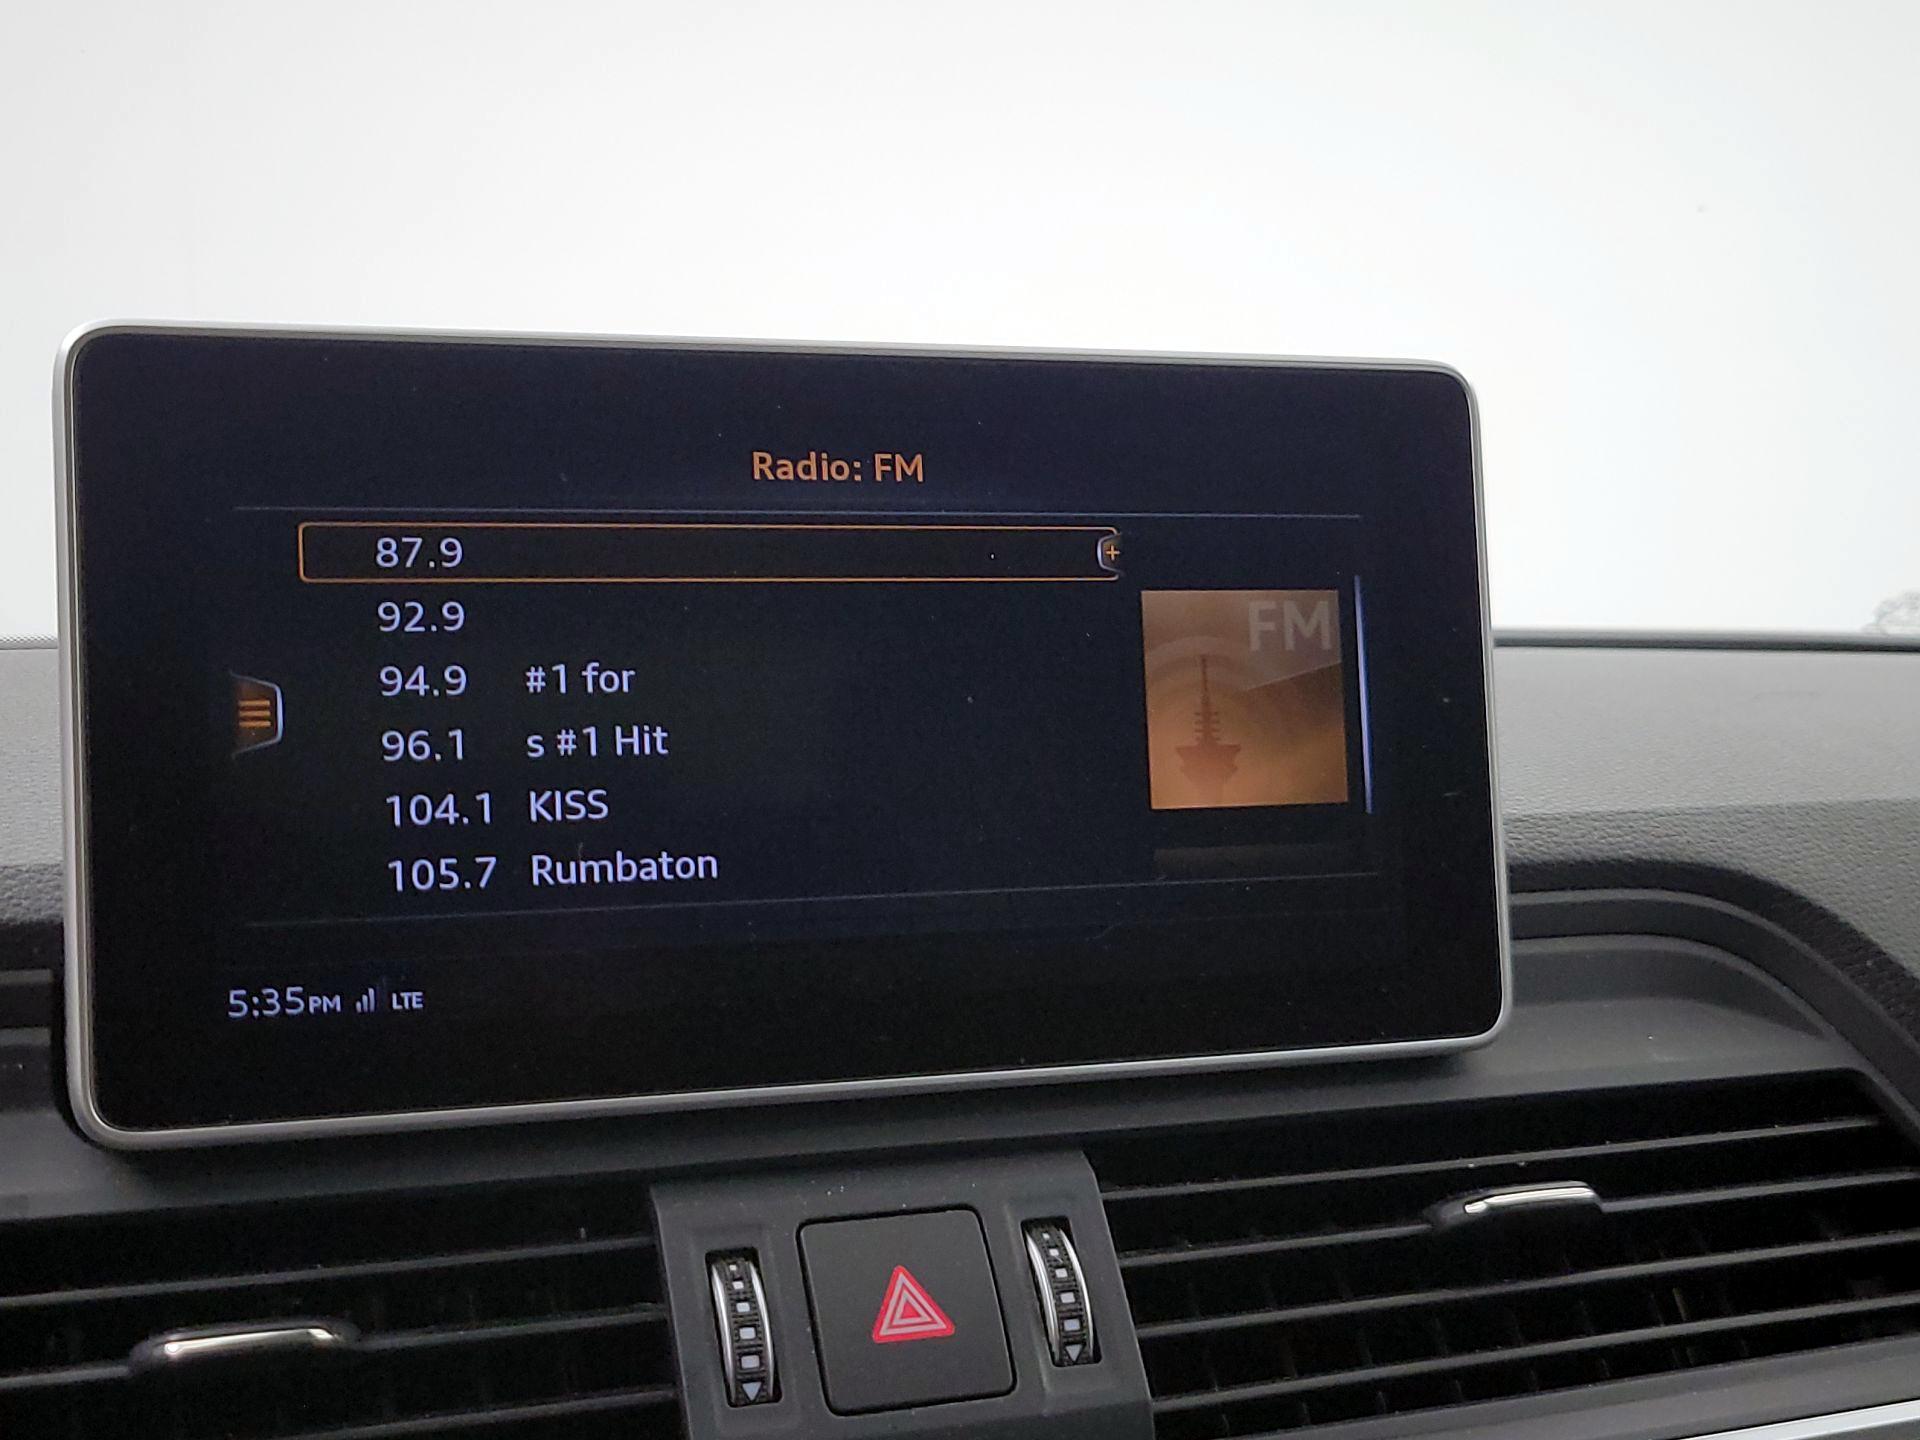 Radio: FM
87.9 +
92.9
94.9 #1 for
96.1 s #1 Hit
104.1 KISS
105.7 Rumbaton
FM
5:35PM LTE